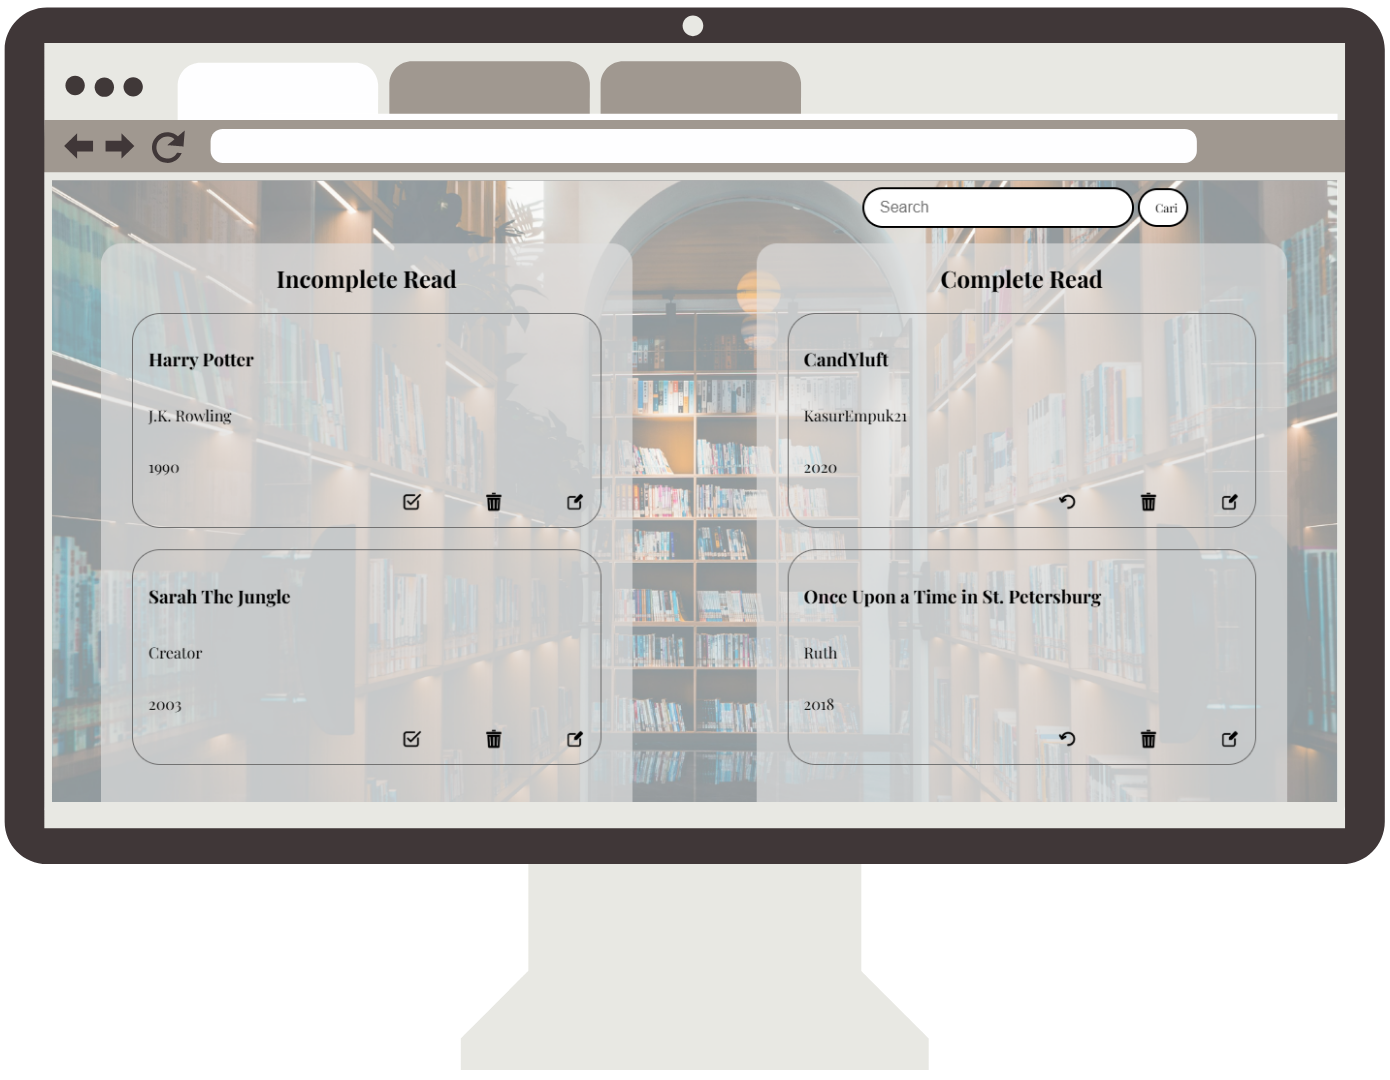 Search
Cari
Incomplete Read
Harry Potter
J.K. Rowling
1990
Sarah The Jungle
Creator
2003
Complete Read
CandYluft
KasurEmpuk21
2020
Once Upon a Time in St. Petersburg
Ruth
2018